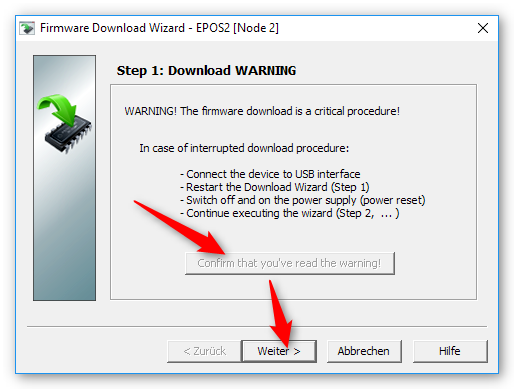 Firmware Download Wizard - EPOS2 [Node 2]
Step 1: Download WARNING
WARNING! The firmware download is a critical procedure!
In case of interrupted download procedure:
- Connect the device to USB interface
- Restart the Download Wizard (Step 1)
- Switch off and on the power supply (power reset)
- Continue executing the wizard (Step 2,  ... )
Confirm that you've read the warning!
< Zurück Weiter > Abbrechen Hilfe